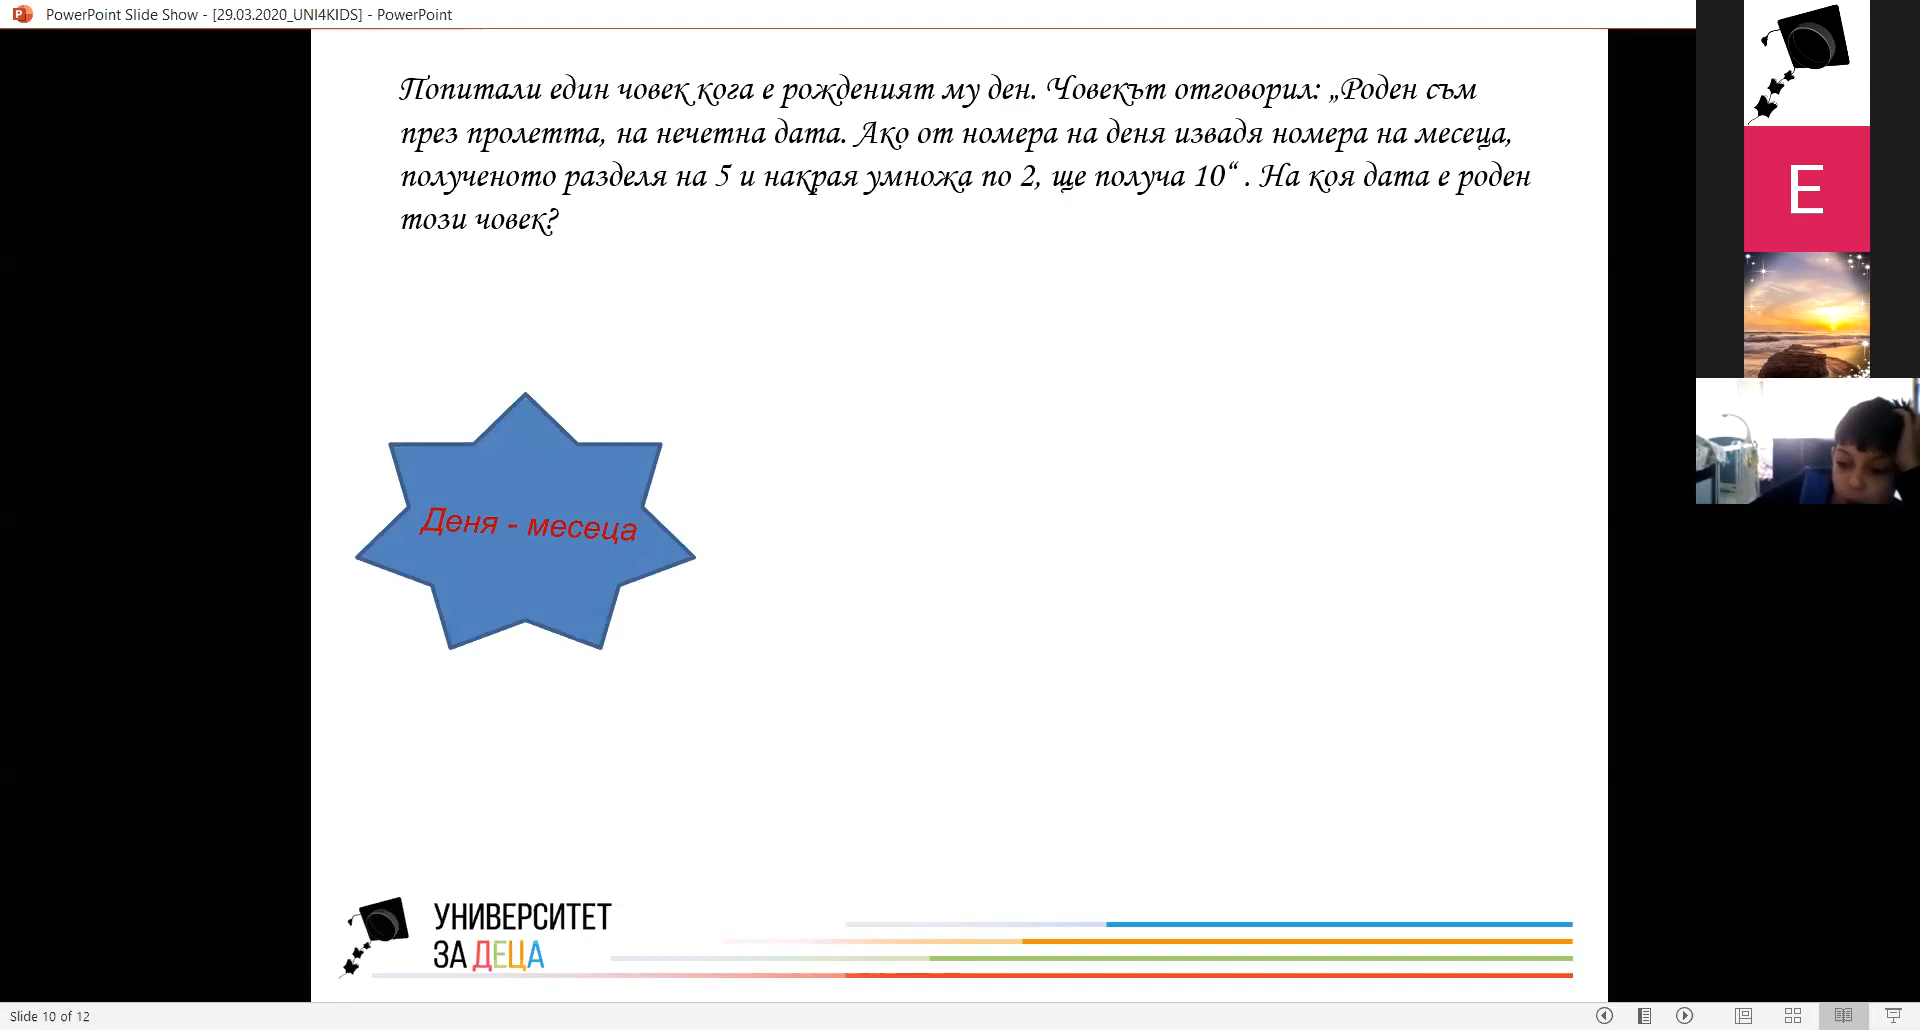 PowerPoint Slide Show - [29.03.2020_UNI4KIDS] - PowerPoint
Попитали един човек кога е рожденият му ден. Човекът отговорил: „Роден съм
през пролетта, на нечетна дата. Ако от номера на деня извадя номера на месеца,
полученото разделя на 5 и накрая умножа по 2, ще получа 10“ . На коя дата е роден
този човек?
E
Деня - месеца
УНИВЕРСИТЕТ
ЗА ДЕЦА
Slide 10 of 12